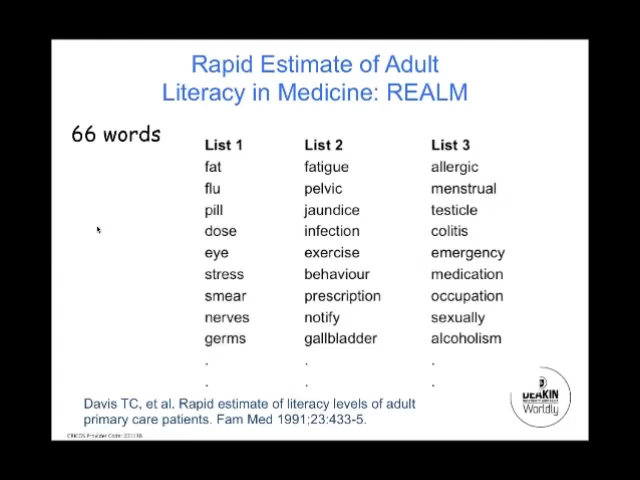 Rapid Estimate of Adult
Literacy in Medicine: REALM
66 words
List 1 List 2 List 3
fat fatigue allergic
flu pelvic menstrual
pill jaundice testicle
dose infection colitis
eye exercise emergency
stress behaviour medication
smear prescription occupation
nerves notify sexually
germs gallbladder alcoholism
. . .
. . .
Davis TC, et al. Rapid estimate of literacy levels of adult
primary care patients. Fam Med 1991;23:433-5.
DEAKIN
Worldly
CRICOS Provider Code: